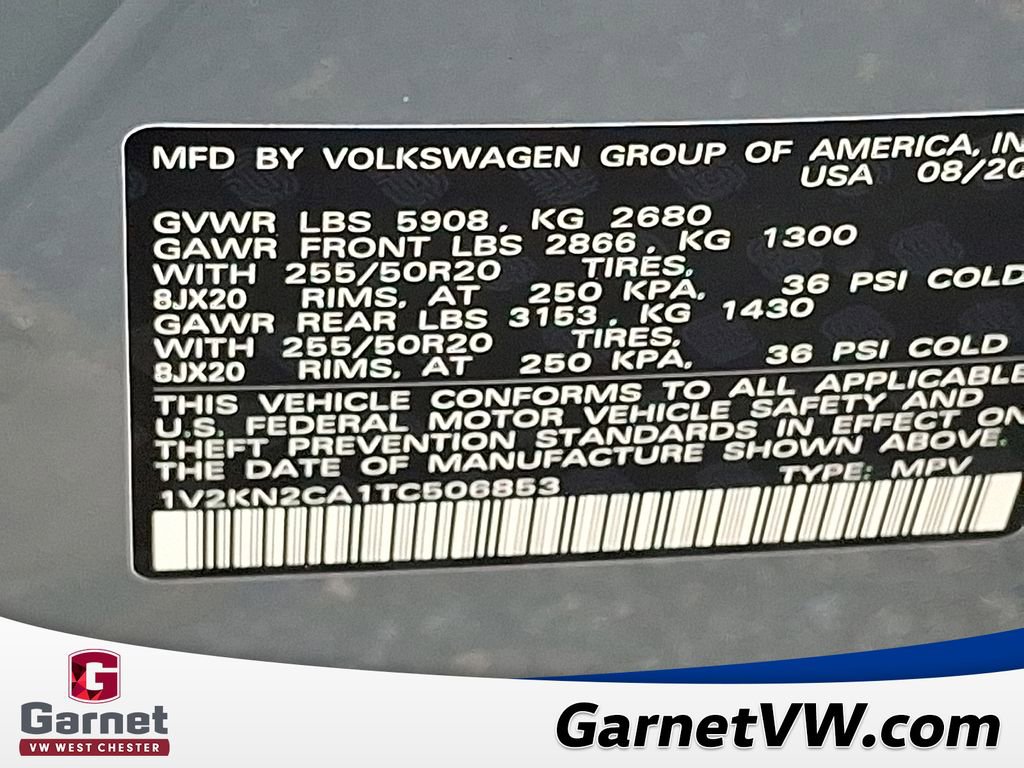 MFD BY VOLKSWAGEN GROUP OF AMERICA, IN
USA 08/20
GVWR LBS 5908, KG 2680
GAWR FRONT LBS 2866, KG 1300
WITH 255/50R20 TIRES,
8JX20 RIMS, AT 250 KPA, 36 PSI COLD
GAWR REAR LBS 3153, KG 1430
WITH 255/50R20 TIRES,
8JX20 RIMS, AT 250 KPA, 36 PSI COLD
THIS VEHICLE CONFORMS TO ALL APPLICABLE
U.S. FEDERAL MOTOR VEHICLE SAFETY AND
THEFT PREVENTION STANDARDS IN EFFECT ON
THE DATE OF MANUFACTURE SHOWN ABOVE.
1V2KN2CA1TC506853 TYPE: MPV
G
Garnet
VW WEST CHESTER
GarnetVW.com